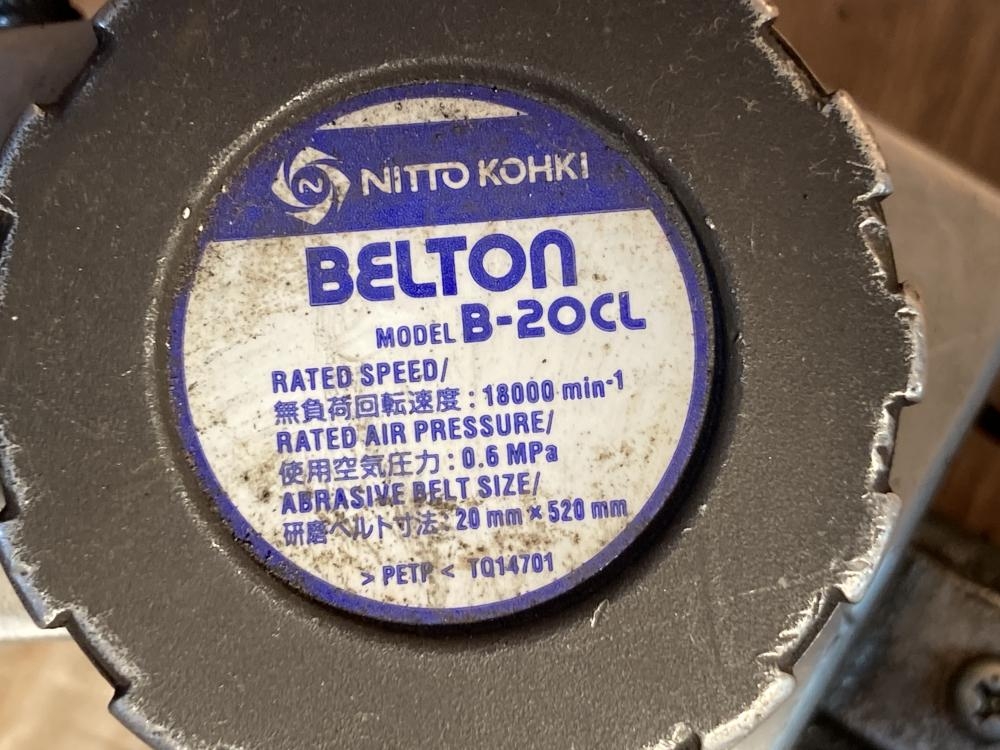 NITTO KOHKI
BELTON
MODEL B-20CL
RATED SPEED/
無負荷回転速度:18000 min-1
RATED AIR PRESSURE/
使用空気圧力:0.6 MPa
ABRASIVE BELT SIZE/
研磨ベルト寸法:20 mm × 520 mm
> PETP < TQ14701